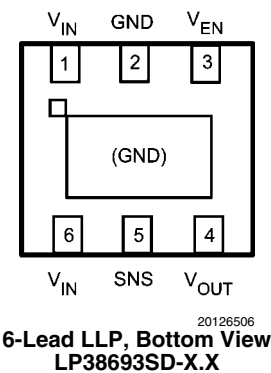 VIN GND VEN
1 2 3
(GND)
6 5 4
VIN SNS VOUT
20126506
6-Lead LLP, Bottom View
LP38693SD-X.X